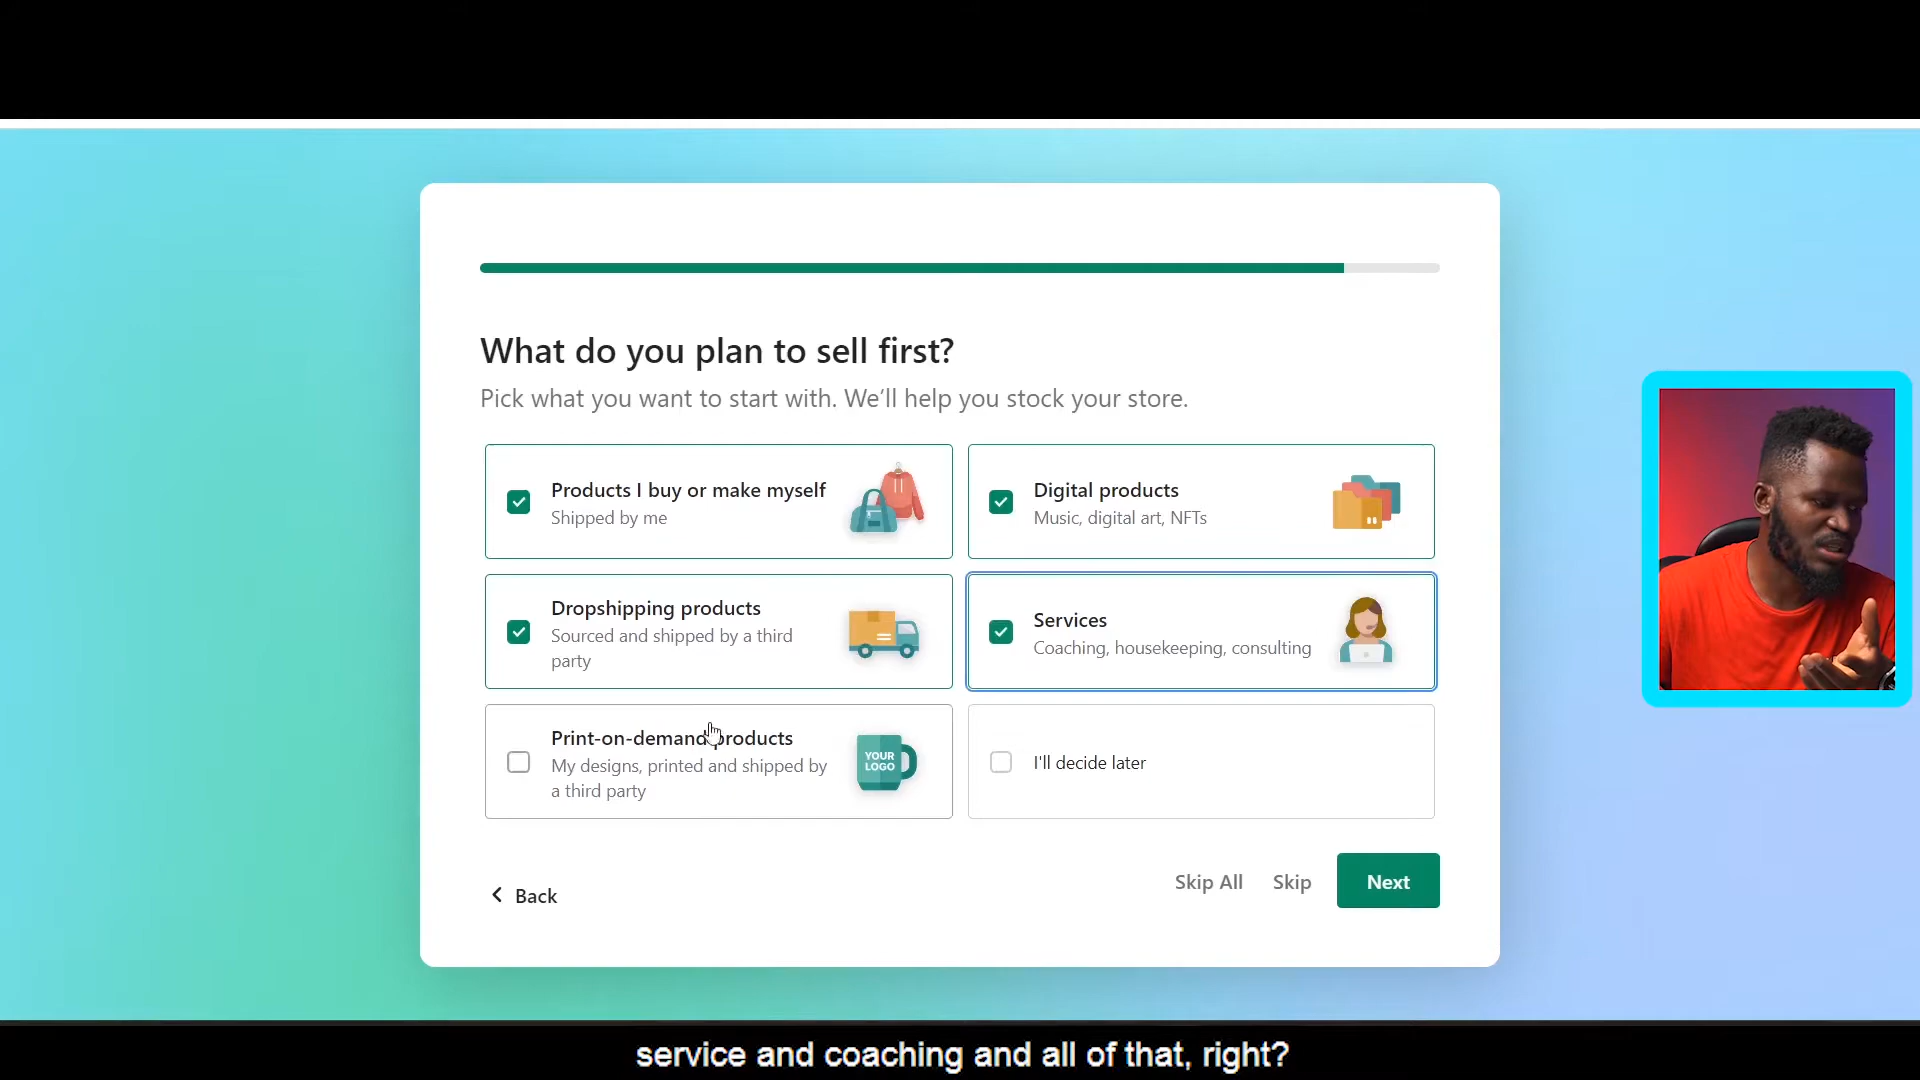 What do you plan to sell first?
Pick what you want to start with. We'll help you stock your store.
Products I buy or make myself
Shipped by me
Digital products
Music, digital art, NFTs
Dropshipping products
Sourced and shipped by a third
party
Services
Coaching, housekeeping, consulting
Print-on-demand products
My designs, printed and shipped by
a third party
YOUR
LOGO
I'll decide later
Back
Skip All
Skip
Next
service and coaching and all of that, right?